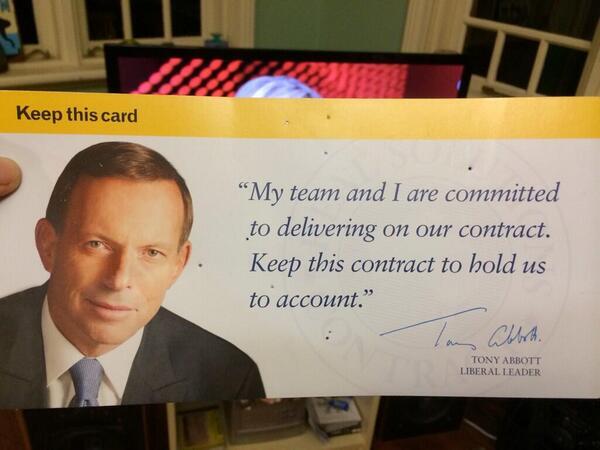 Keep this card
“My team and I are committed
to delivering on our contract.
Keep this contract to hold us
to account.”
Tony Abbott.
TONY ABBOTT
LIBERAL LEADER